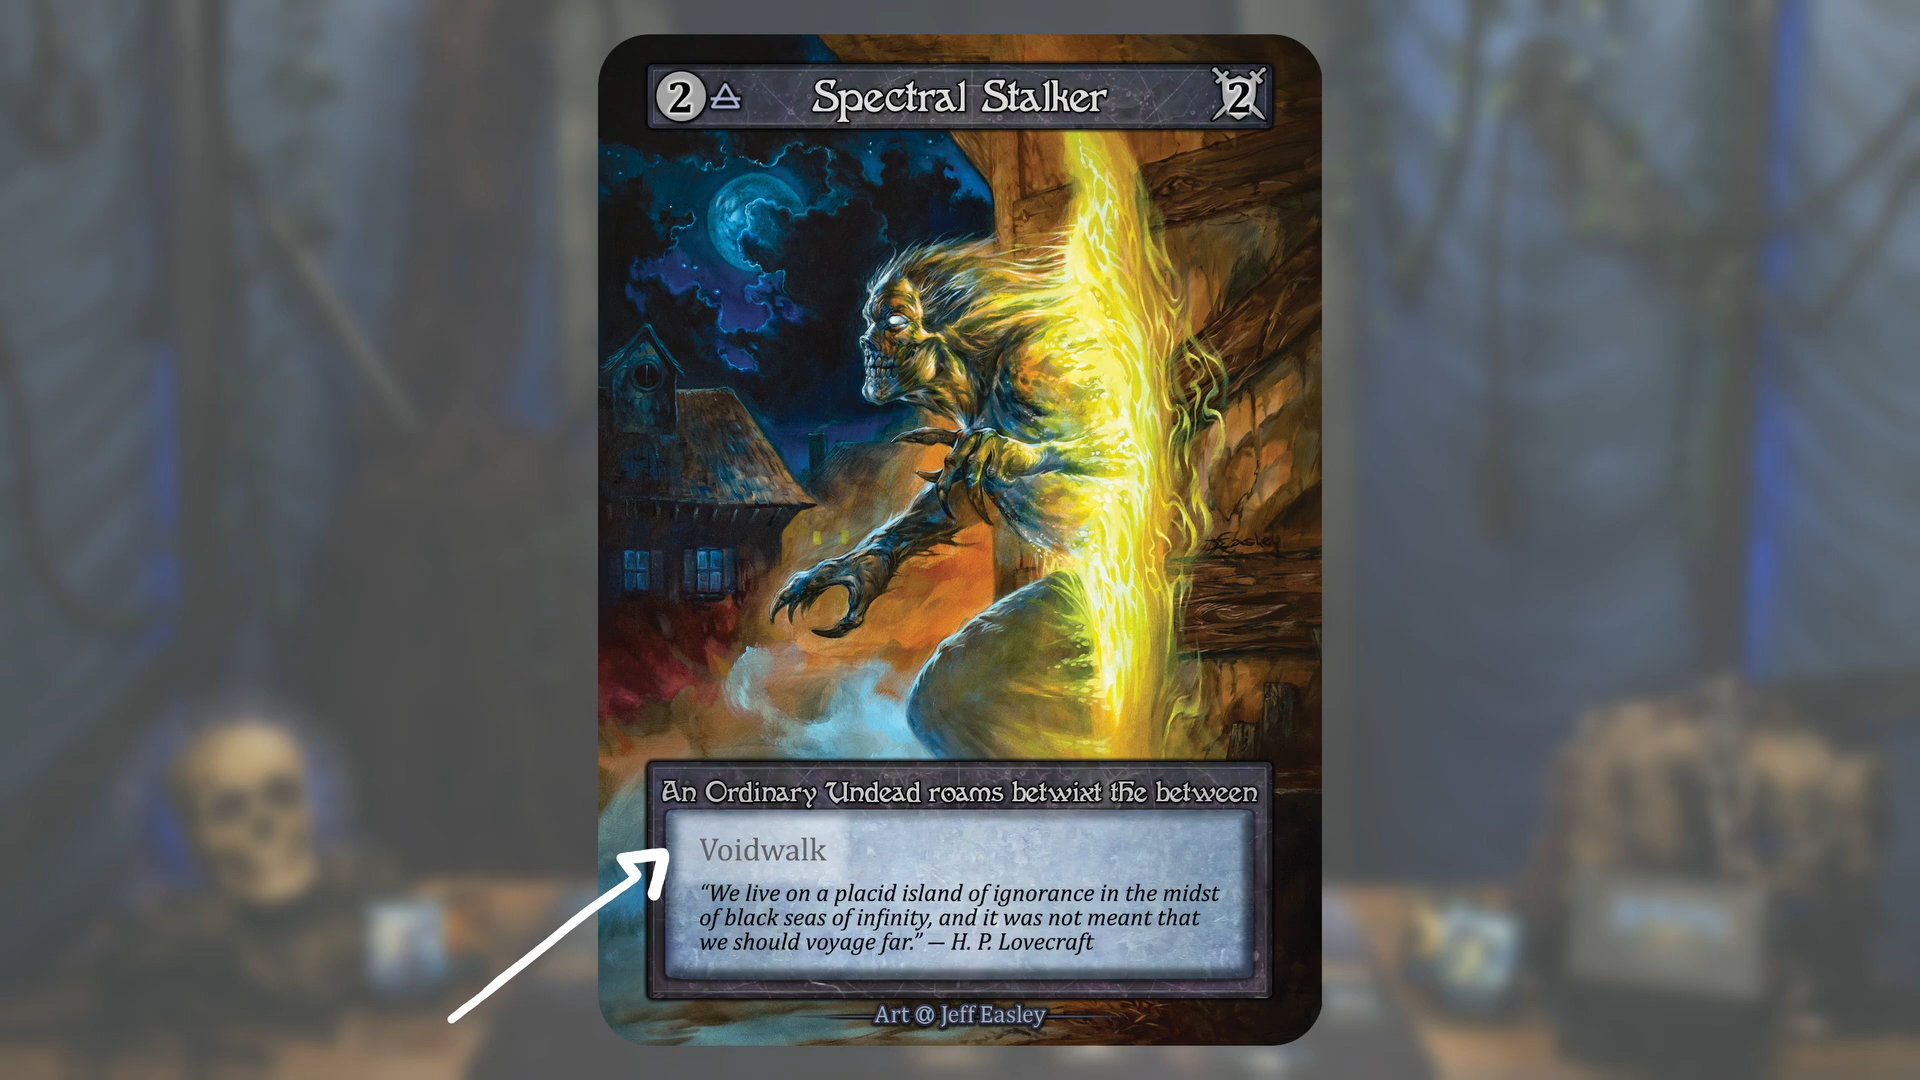 2 Spectral Stalker 2
An Ordinary Undead roams betwixt the between
Voidwalk
“We live on a placid island of ignorance in the midst
of black seas of infinity, and it was not meant that
we should voyage far.” — H. P. Lovecraft
Art @ Jeff Easley